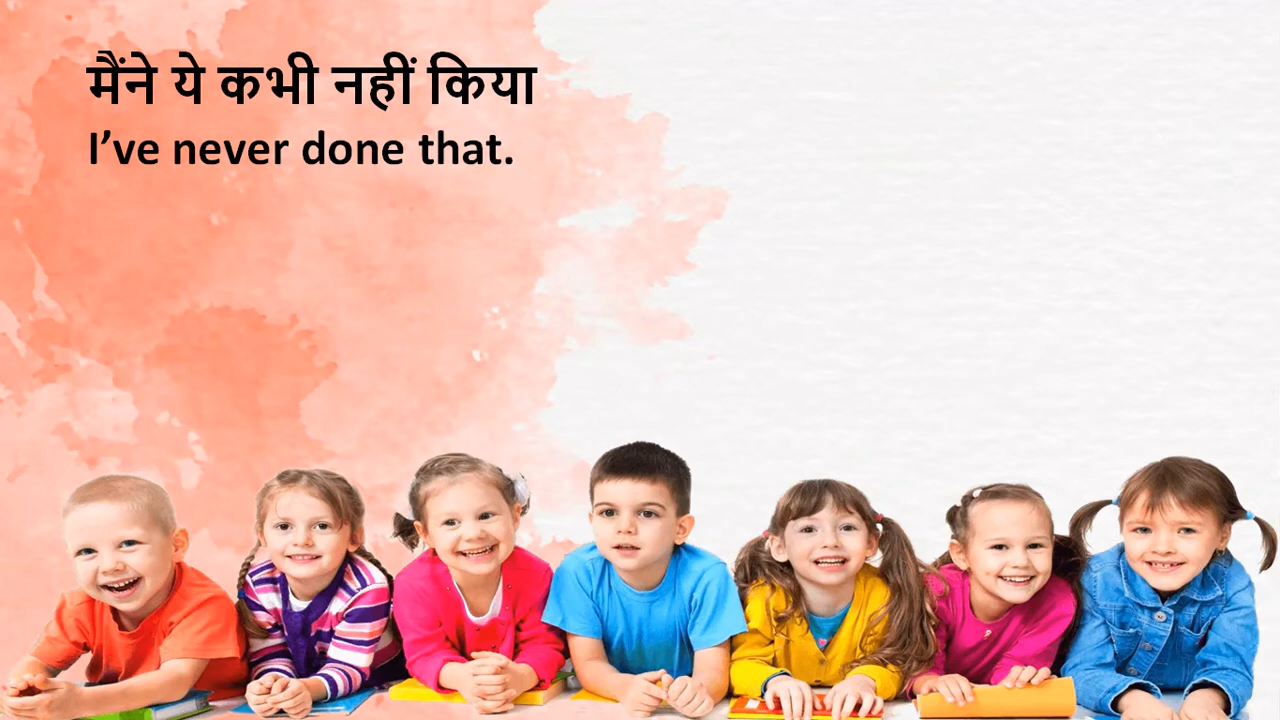 मैंने ये कभी नहीं किया
I’ve never done that.